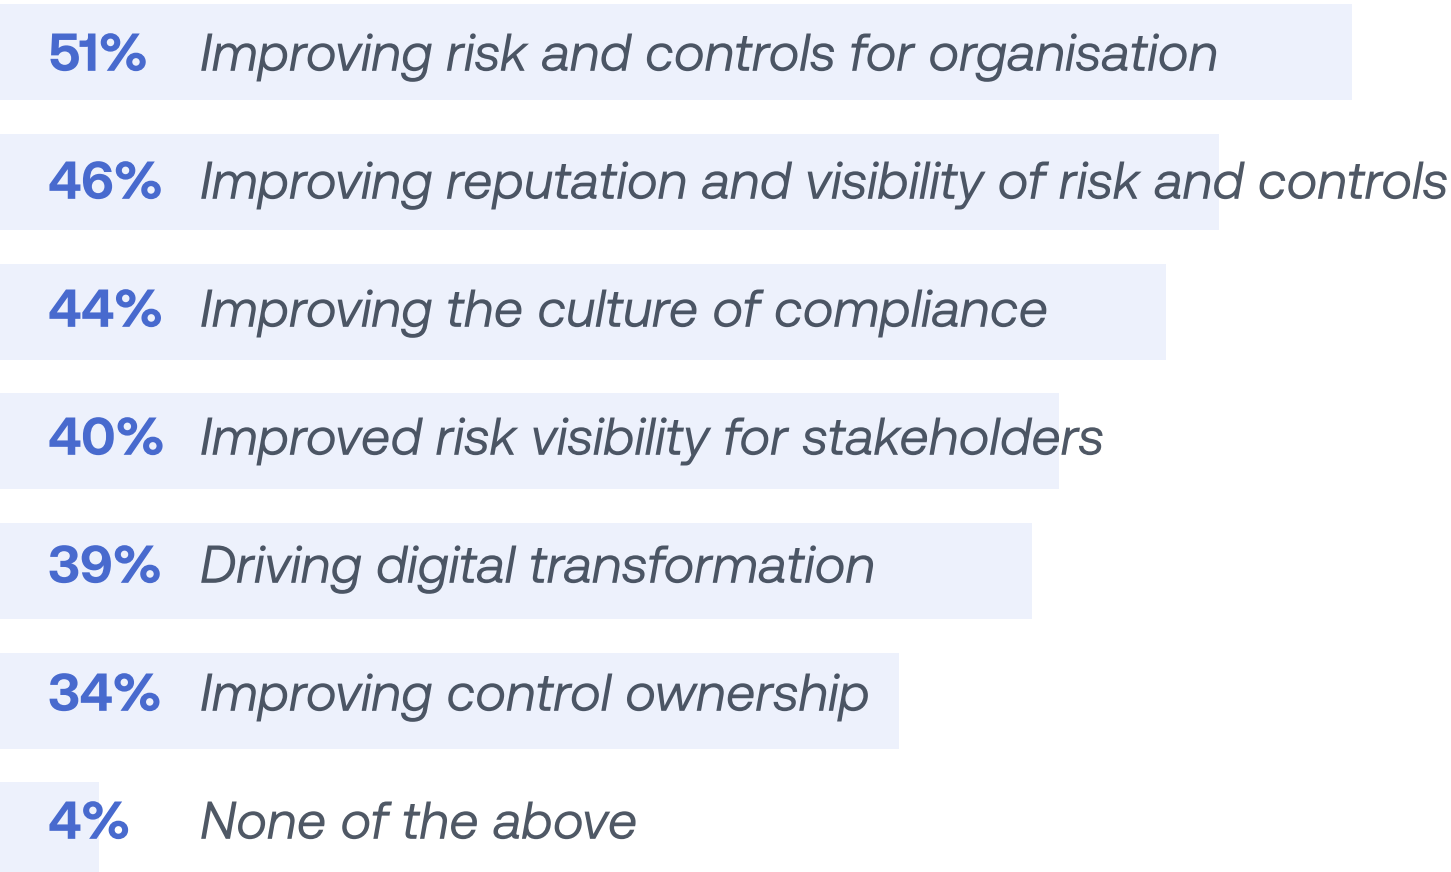 51% Improving risk and controls for organisation
46% Improving reputation and visibility of risk and controls
44% Improving the culture of compliance
40% Improved risk visibility for stakeholders
39% Driving digital transformation
34% Improving control ownership
4% None of the above